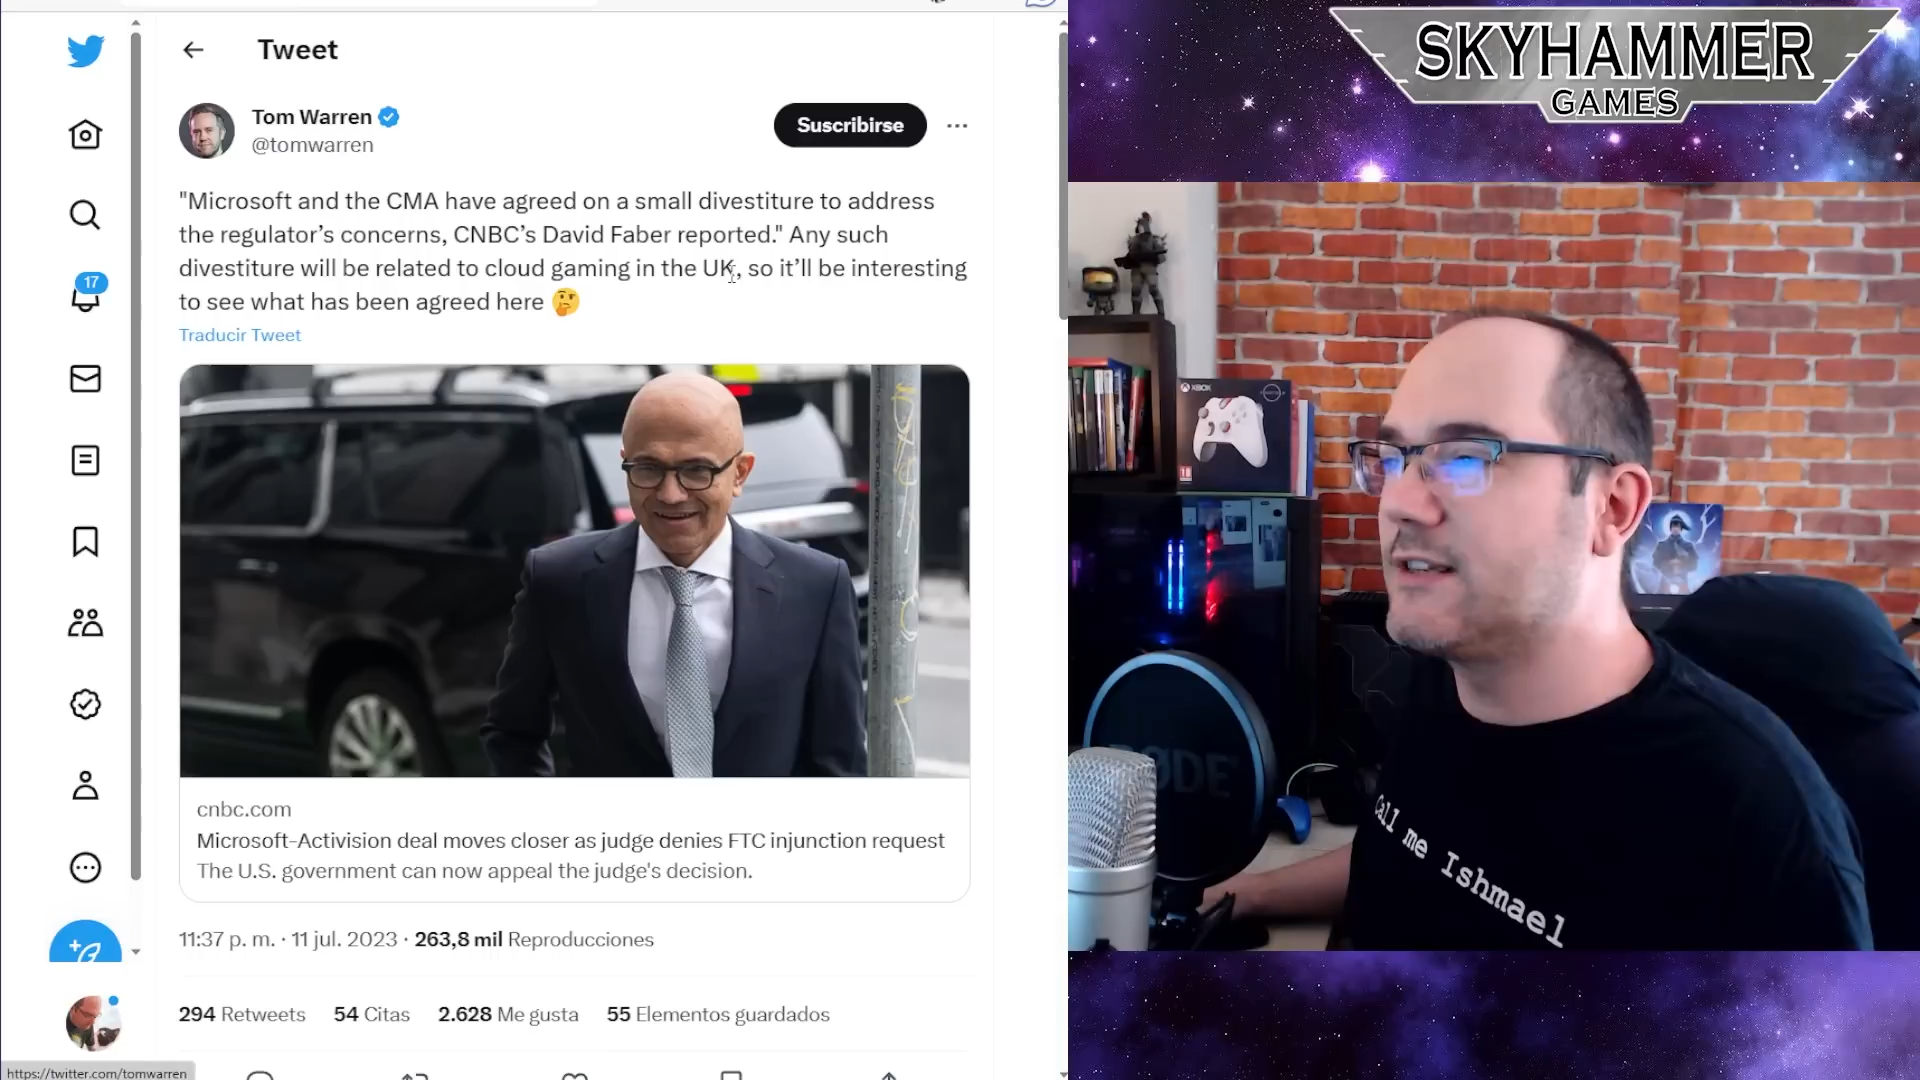 Tweet
Tom Warren
@tomwarren
Suscribirse
"Microsoft and the CMA have agreed on a small divestiture to address
the regulator's concerns, CNBC's David Faber reported." Any such
divestiture will be related to cloud gaming in the UK, so it'll be interesting
to see what has been agreed here 🤔
Traducir Tweet
cnbc.com
Microsoft-Activision deal moves closer as judge denies FTC injunction request
The U.S. government can now appeal the judge's decision.
11:37 p. m. · 11 jul. 2023 · 263,8 mil Reproducciones
294 Retweets 54 Citas 2.628 Me gusta 55 Elementos guardados
17
https://twitter.com/tomwarren
SKYHAMMER
GAMES
XBOX
18
RØDE
Call me Ishmael